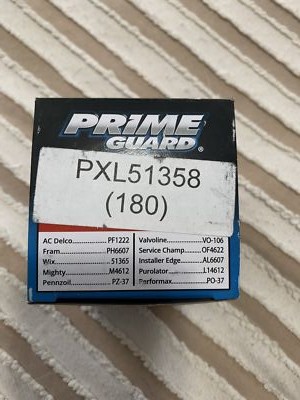 PRIME
GUARD®
PXL51358
(180)
AC Delco............PF1222
Fram..................PH6607
Wix....................51365
Mighty...............M4612
Pennzoil............PZ-37
Valvoline............VO-106
Service Champ...OF4622
Installer Edge.....AL6607
Purolator...........L14612
Performax.........PO-37